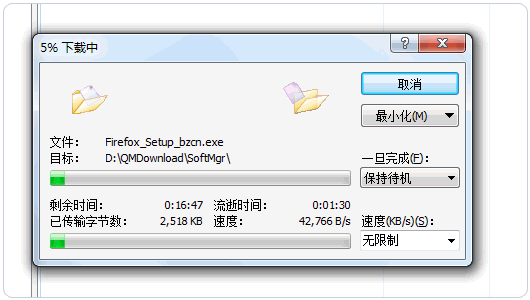 5% 下载中
取消
最小化(M)
文件： Firefox_Setup_bzcn.exe
目标： D:\QMDownload\SoftMgr\
一旦完成(F)：
保持待机
剩余时间： 0:16:47 流逝时间： 0:01:30
已传输字节数： 2,518 KB 速度： 42,766 B/s
速度(KB/s)(S)：
无限制